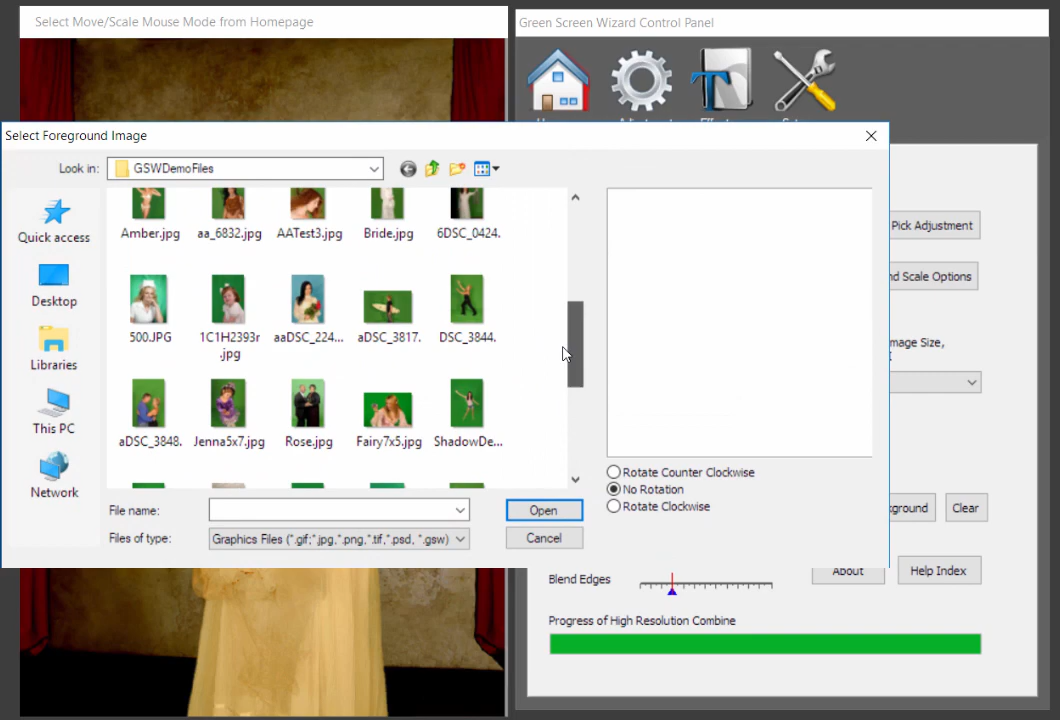 Select Move/Scale Mouse Mode from Homepage
Green Screen Wizard Control Panel
Select Foreground Image
Look in:
GSWDemoFiles
Quick access
Desktop
Libraries
This PC
Network
Amber.jpg
aa_6832.jpg
AATest3.jpg
Bride.jpg
6DSC_0424.
500.JPG
1C1H2393r
.jpg
aaDSC_224...
aDSC_3817.
DSC_3844.
aDSC_3848.
Jenna5x7.jpg
Rose.jpg
Fairy7x5.jpg
ShadowDe...
File name:
Open
Files of type:
Graphics Files (*.gif;*.jpg,*.png,*.tif,*.psd, *.gsw)
Cancel
Rotate Counter Clockwise
No Rotation
Rotate Clockwise
Pick Adjustment
nd Scale Options
mage Size,
kground
Clear
Blend Edges
About
Help Index
Progress of High Resolution Combine